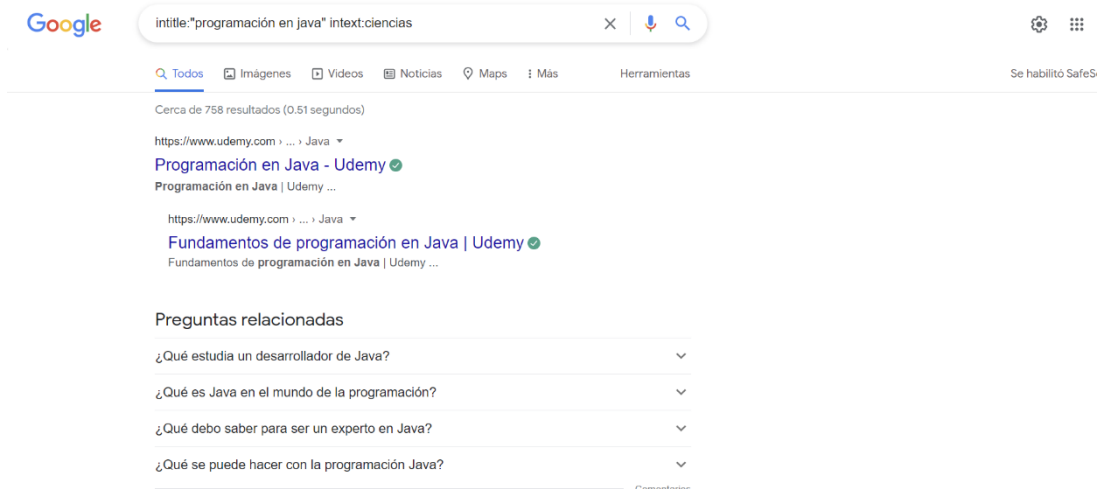 Google
intitle:"programación en java" intext:ciencias
Todos Imágenes Videos Noticias Maps Más Herramientas
Se habilitó SafeSe
Cerca de 758 resultados (0.51 segundos)
https://www.udemy.com › ... › Java
Programación en Java - Udemy
Programación en Java | Udemy ...
https://www.udemy.com › ... › Java
Fundamentos de programación en Java | Udemy
Fundamentos de programación en Java | Udemy ...
Preguntas relacionadas
¿Qué estudia un desarrollador de Java?
¿Qué es Java en el mundo de la programación?
¿Qué debo saber para ser un experto en Java?
¿Qué se puede hacer con la programación Java?
Comentarios